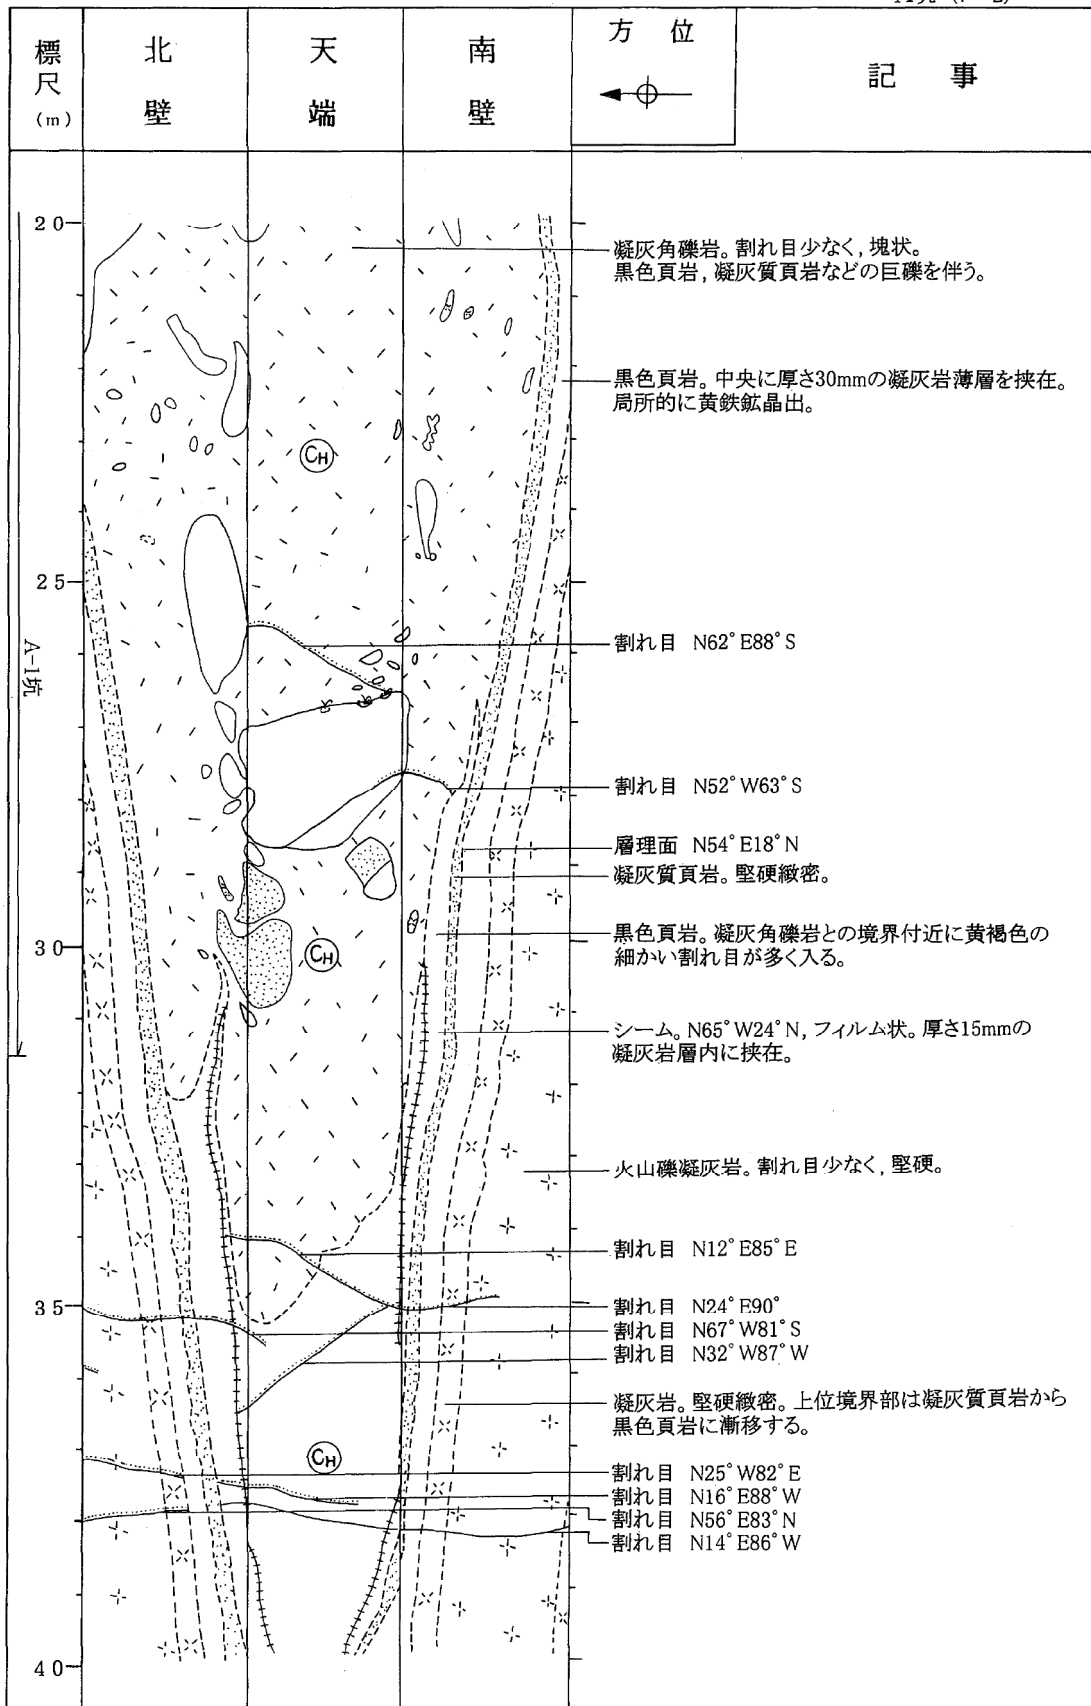 標尺
(m)
北壁
天端
南壁
方位
記事
20
25
30
35
40
A-1坑
CH
CH
CH
凝灰角礫岩。割れ目少なく,塊状。
黒色頁岩,凝灰質頁岩などの巨礫を伴う。
黒色頁岩。中央に厚さ30mmの凝灰岩薄層を挟在。
局所的に黄鉄鉱晶出。
割れ目 N62°E88°S
割れ目 N52°W63°S
層理面 N54°E18°N
凝灰質頁岩。堅硬緻密。
黒色頁岩。凝灰角礫岩との境界付近に黄褐色の
細かい割れ目が多く入る。
シーム。N65°W24°N,フィルム状。厚さ15mmの
凝灰岩層内に挟在。
火山礫凝灰岩。割れ目少なく,堅硬。
割れ目 N12°E85°E
割れ目 N24°E90°
割れ目 N67°W81°S
割れ目 N32°W87°W
凝灰岩。堅硬緻密。上位境界部は凝灰質頁岩から
黒色頁岩に漸移する。
割れ目 N25°W82°E
割れ目 N16°E88°W
割れ目 N56°E83°N
割れ目 N14°E86°W